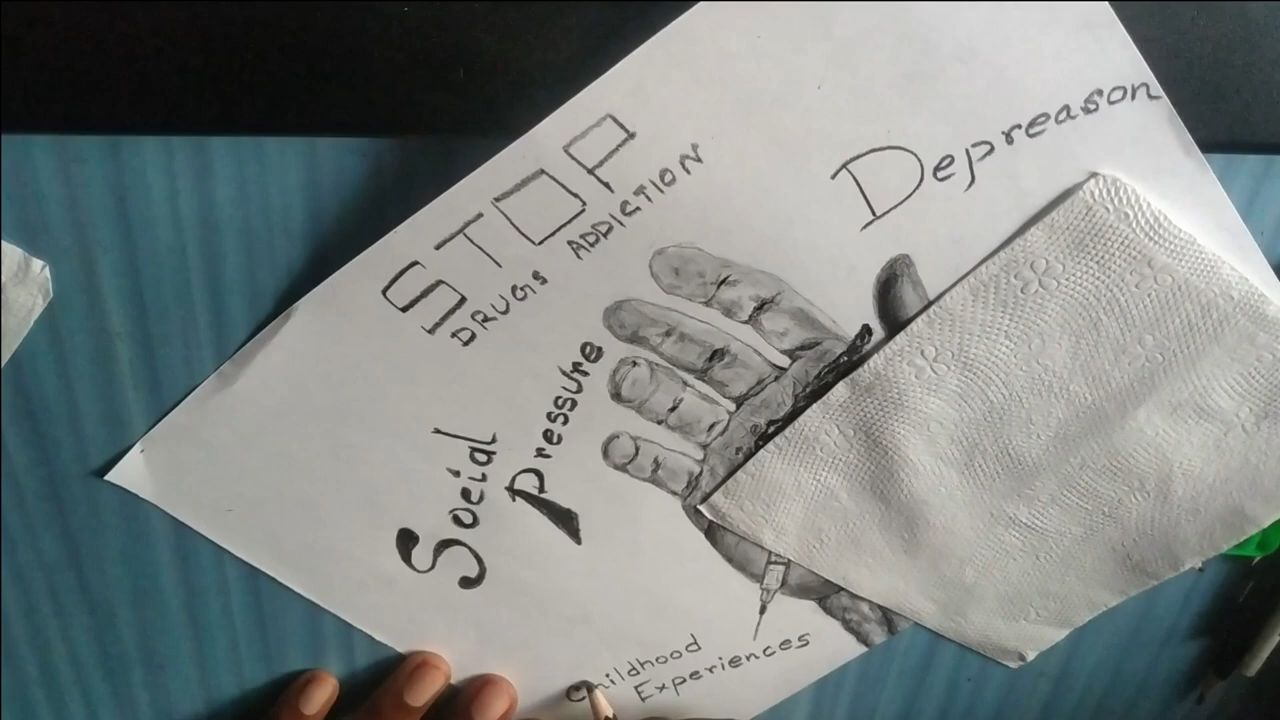 STOP
DRUGS ADDICTION
Depreason
Social
Pressure
Childhood
Experiences